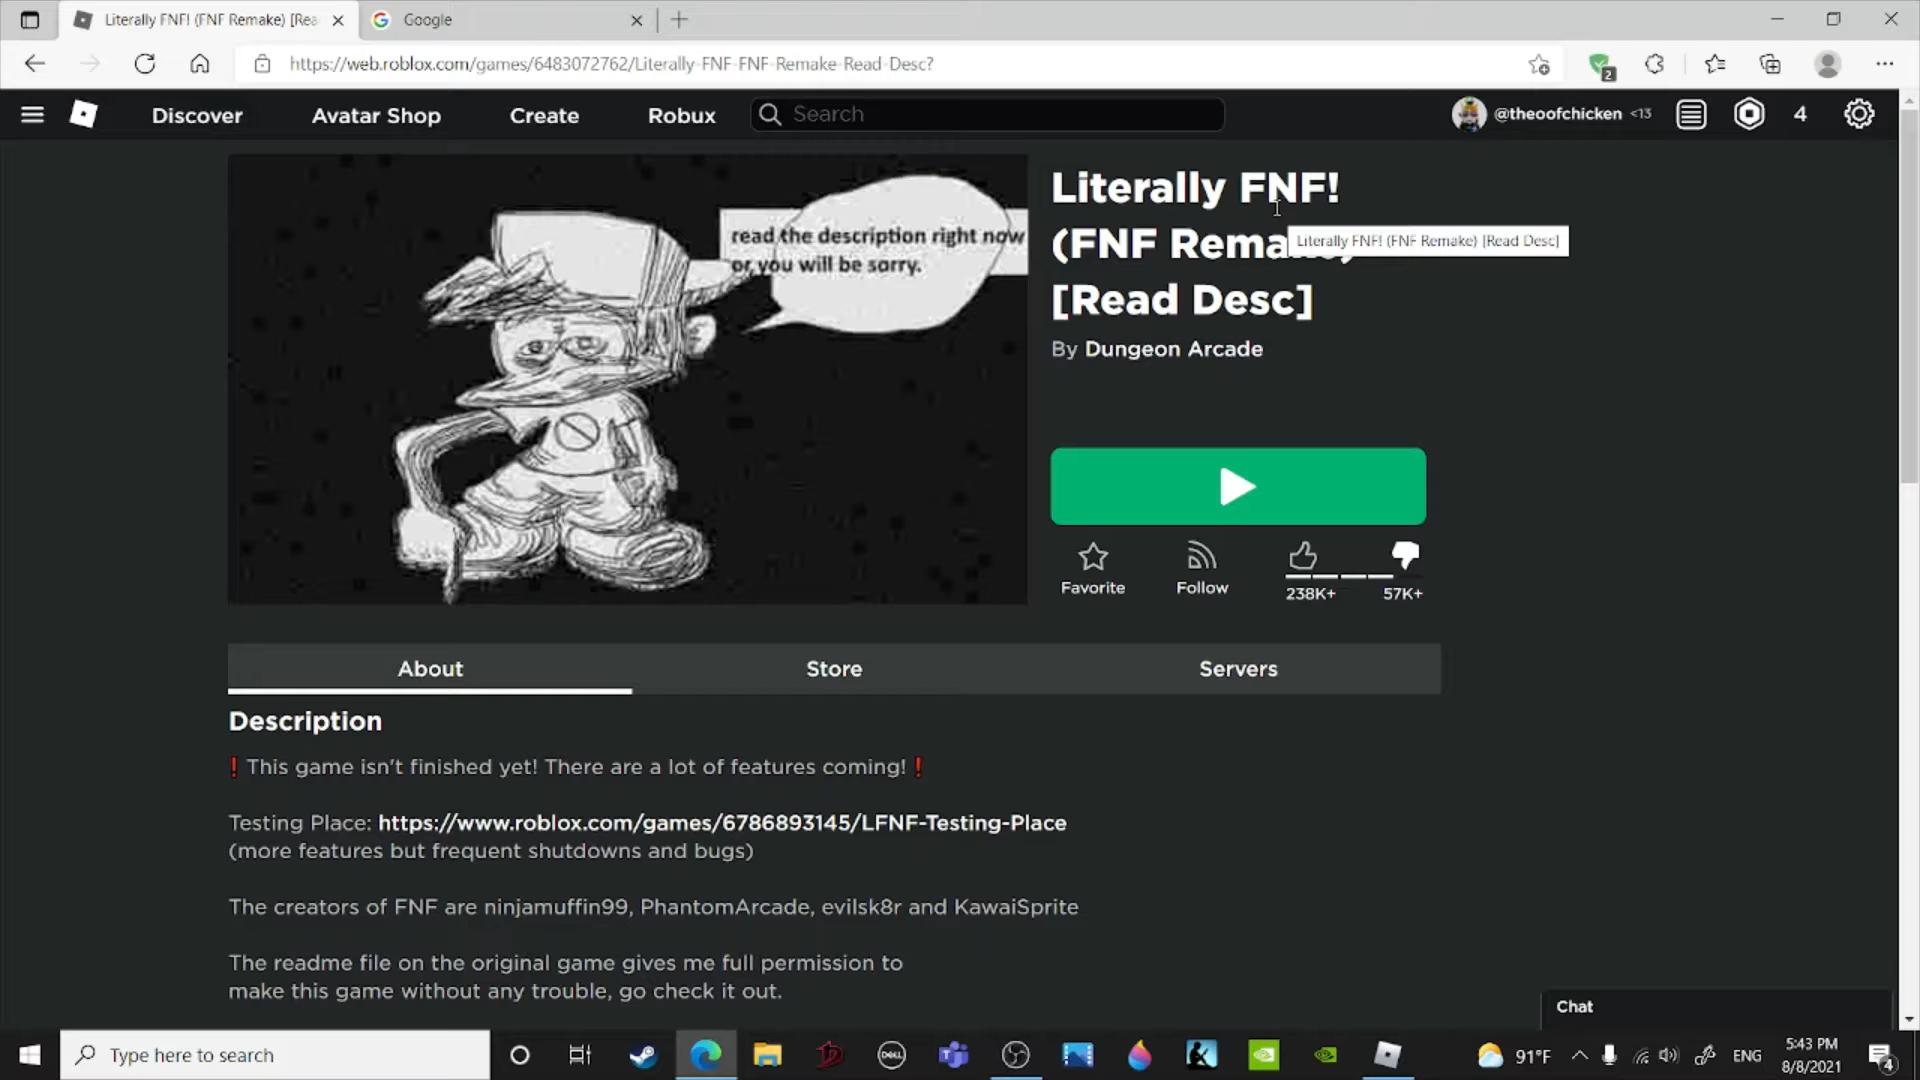 Literally FNF! (FNF Remake) [Rea
Google
https://web.roblox.com/games/6483072762/Literally-FNF-FNF-Remake-Read-Desc?
2
Discover
Avatar Shop
Create
Robux
Search
@theoofchicken <13
4
read the description right now
or you will be sorry.
Literally FNF!
(FNF Remake)
[Read Desc]
Literally FNF! (FNF Remake) [Read Desc]
By Dungeon Arcade
Favorite
Follow
238K+
57K+
About
Store
Servers
Description
❗This game isn't finished yet! There are a lot of features coming!❗
Testing Place: https://www.roblox.com/games/6786893145/LFNF-Testing-Place
(more features but frequent shutdowns and bugs)
The creators of FNF are ninjamuffin99, PhantomArcade, evilsk8r and KawaiSprite
The readme file on the original game gives me full permission to
make this game without any trouble, go check it out.
Chat
Type here to search
DELL
91°F
ENG
5:43 PM
8/8/2021
4